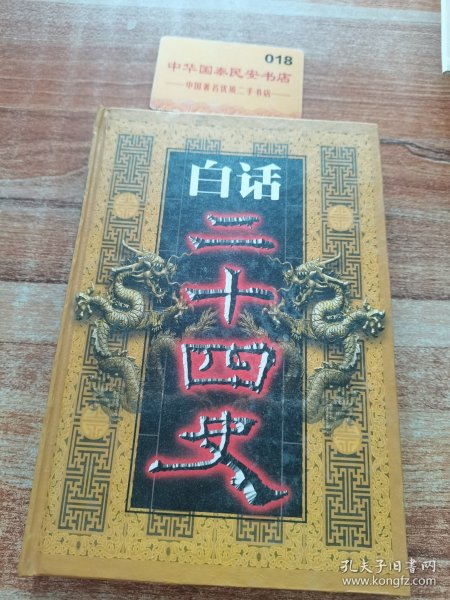 018
中华国泰民安书店
中国著名优质二手书店
白话
二十四史
孔夫子旧书网
www.kongfz.com